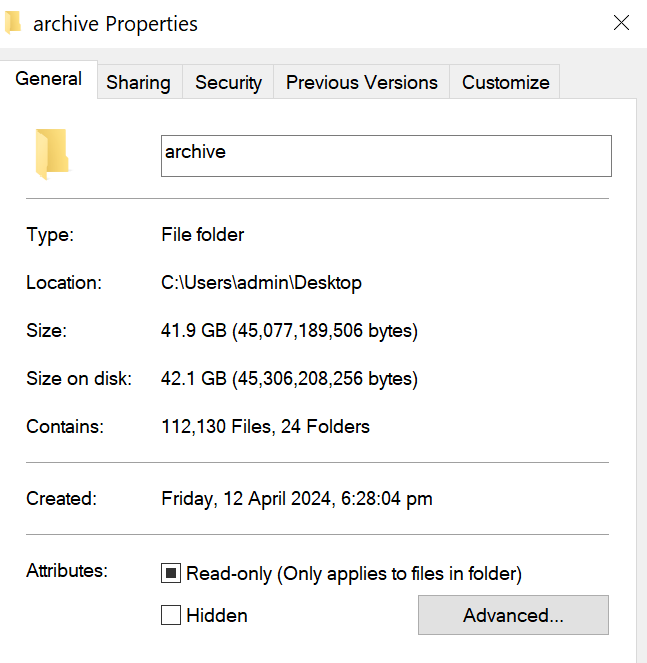 archive Properties
General Sharing Security Previous Versions Customize
archive
Type: File folder
Location: C:\Users\admin\Desktop
Size: 41.9 GB (45,077,189,506 bytes)
Size on disk: 42.1 GB (45,306,208,256 bytes)
Contains: 112,130 Files, 24 Folders
Created: Friday, 12 April 2024, 6:28:04 pm
Attributes: Read-only (Only applies to files in folder)
Hidden Advanced...